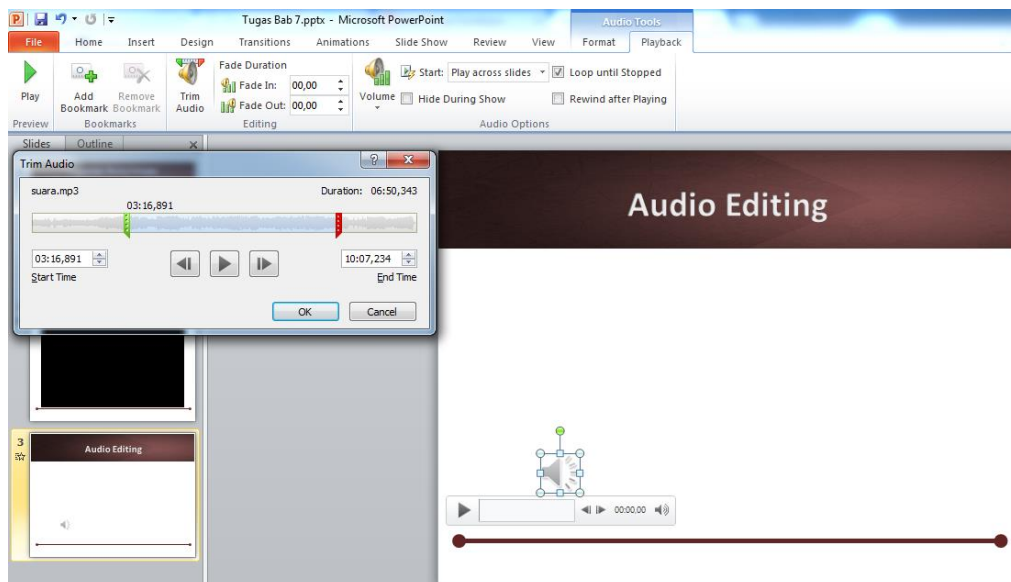 Tugas Bab 7.pptx - Microsoft PowerPoint
Audio Tools
File Home Insert Design Transitions Animations Slide Show Review View Format Playback
Play
Add Bookmark
Remove Bookmark
Trim Audio
Fade Duration
Fade In: 00,00
Fade Out: 00,00
Volume
Start: Play across slides
Loop until Stopped
Hide During Show
Rewind after Playing
Preview Bookmarks Editing Audio Options
Slides Outline
Trim Audio
suara.mp3 Duration: 06:50,343
03:16,891
03:16,891 10:07,234
Start Time End Time
OK Cancel
Audio Editing
3
Audio Editing
00:00,00